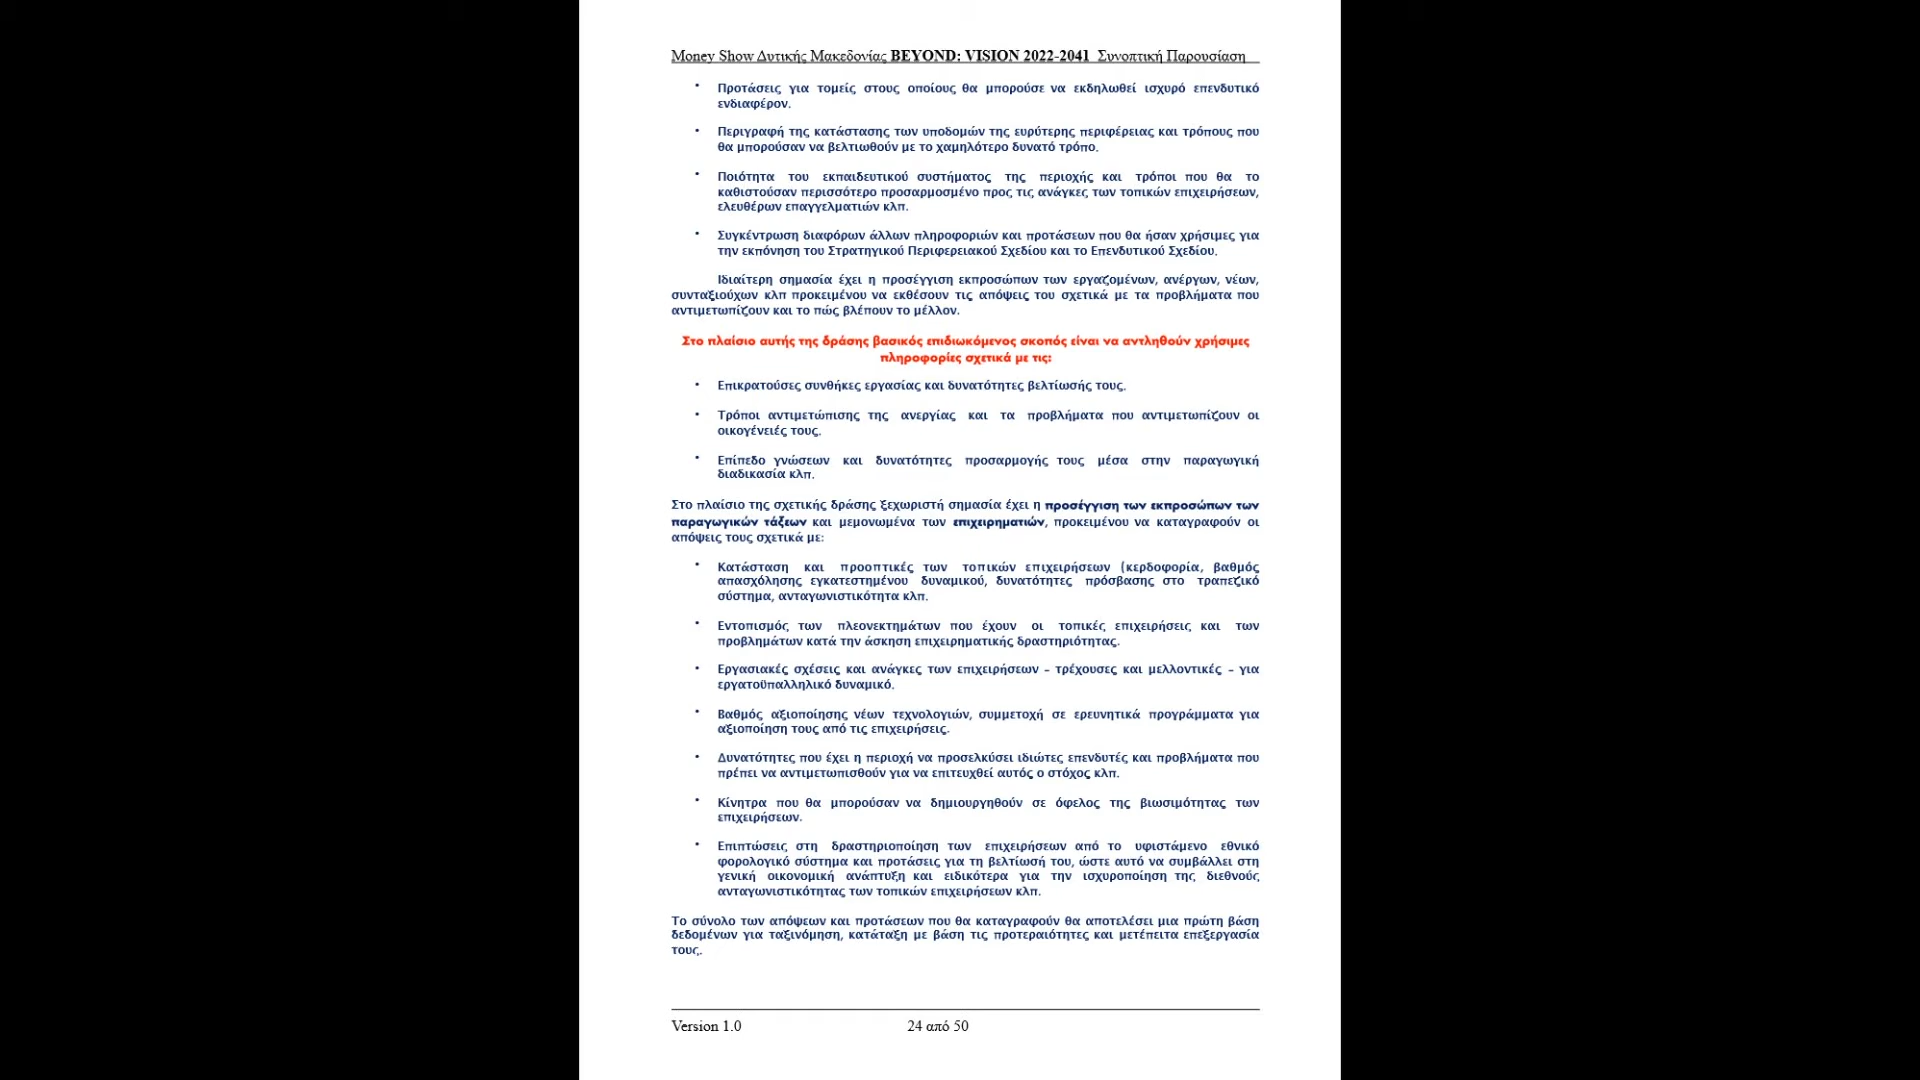 Money Show Δυτικής Μακεδονίας BEYOND: VISION 2022-2041 Συνοπτική Παρουσίαση
• Προτάσεις για τομείς στους οποίους θα μπορούσε να εκδηλωθεί ισχυρό επενδυτικό
ενδιαφέρον.
• Περιγραφή της κατάστασης των υποδομών της ευρύτερης περιφέρειας και τρόπους που
θα μπορούσαν να βελτιωθούν με το χαμηλότερο δυνατό τρόπο.
• Ποιότητα του εκπαιδευτικού συστήματος της περιοχής και τρόποι που θα το
καθιστούσαν περισσότερο προσαρμοσμένο προς τις ανάγκες των τοπικών επιχειρήσεων,
ελευθέρων επαγγελματιών κλπ.
• Συγκέντρωση διαφόρων άλλων πληροφοριών και προτάσεων που θα ήσαν χρήσιμες για
την εκπόνηση του Στρατηγικού Περιφερειακού Σχεδίου και το Επενδυτικού Σχεδίου.
Ιδιαίτερη σημασία έχει η προσέγγιση εκπροσώπων των εργαζομένων, ανέργων, νέων,
συνταξιούχων κλπ προκειμένου να εκθέσουν τις απόψεις του σχετικά με τα προβλήματα που
αντιμετωπίζουν και το πώς βλέπουν το μέλλον.
Στο πλαίσιο αυτής της δράσης βασικός επιδιωκόμενος σκοπός είναι να αντληθούν χρήσιμες
πληροφορίες σχετικά με τις:
• Επικρατούσες συνθήκες εργασίας και δυνατότητες βελτίωσής τους.
• Τρόποι αντιμετώπισης της ανεργίας και τα προβλήματα που αντιμετωπίζουν οι
οικογένειές τους.
• Επίπεδο γνώσεων και δυνατότητες προσαρμογής τους μέσα στην παραγωγική
διαδικασία κλπ.
Στο πλαίσιο της σχετικής δράσης ξεχωριστή σημασία έχει η προσέγγιση των εκπροσώπων των
παραγωγικών τάξεων και μεμονωμένα των επιχειρηματιών, προκειμένου να καταγραφούν οι
απόψεις τους σχετικά με:
• Κατάσταση και προοπτικές των τοπικών επιχειρήσεων (κερδοφορία, βαθμός
απασχόλησης εγκατεστημένου δυναμικού, δυνατότητες πρόσβασης στο τραπεζικό
σύστημα, ανταγωνιστικότητα κλπ.
• Εντοπισμός των πλεονεκτημάτων που έχουν οι τοπικές επιχειρήσεις και των
προβλημάτων κατά την άσκηση επιχειρηματικής δραστηριότητας.
• Εργασιακές σχέσεις και ανάγκες των επιχειρήσεων – τρέχουσες και μελλοντικές – για
εργατοϋπαλληλικό δυναμικό.
• Βαθμός αξιοποίησης νέων τεχνολογιών, συμμετοχή σε ερευνητικά προγράμματα για
αξιοποίηση τους από τις επιχειρήσεις.
• Δυνατότητες που έχει η περιοχή να προσελκύσει ιδιώτες επενδυτές και προβλήματα που
πρέπει να αντιμετωπισθούν για να επιτευχθεί αυτός ο στόχος κλπ.
• Κίνητρα που θα μπορούσαν να δημιουργηθούν σε όφελος της βιωσιμότητας των
επιχειρήσεων.
• Επιπτώσεις στη δραστηριοποίηση των επιχειρήσεων από το υφιστάμενο εθνικό
φορολογικό σύστημα και προτάσεις για τη βελτίωσή του, ώστε αυτό να συμβάλλει στη
γενική οικονομική ανάπτυξη και ειδικότερα για την ισχυροποίηση της διεθνούς
ανταγωνιστικότητας των τοπικών επιχειρήσεων κλπ.
Το σύνολο των απόψεων και προτάσεων που θα καταγραφούν θα αποτελέσει μια πρώτη βάση
δεδομένων για ταξινόμηση, κατάταξη με βάση τις προτεραιότητες και μετέπειτα επεξεργασία
τους.
Version 1.0 24 από 50